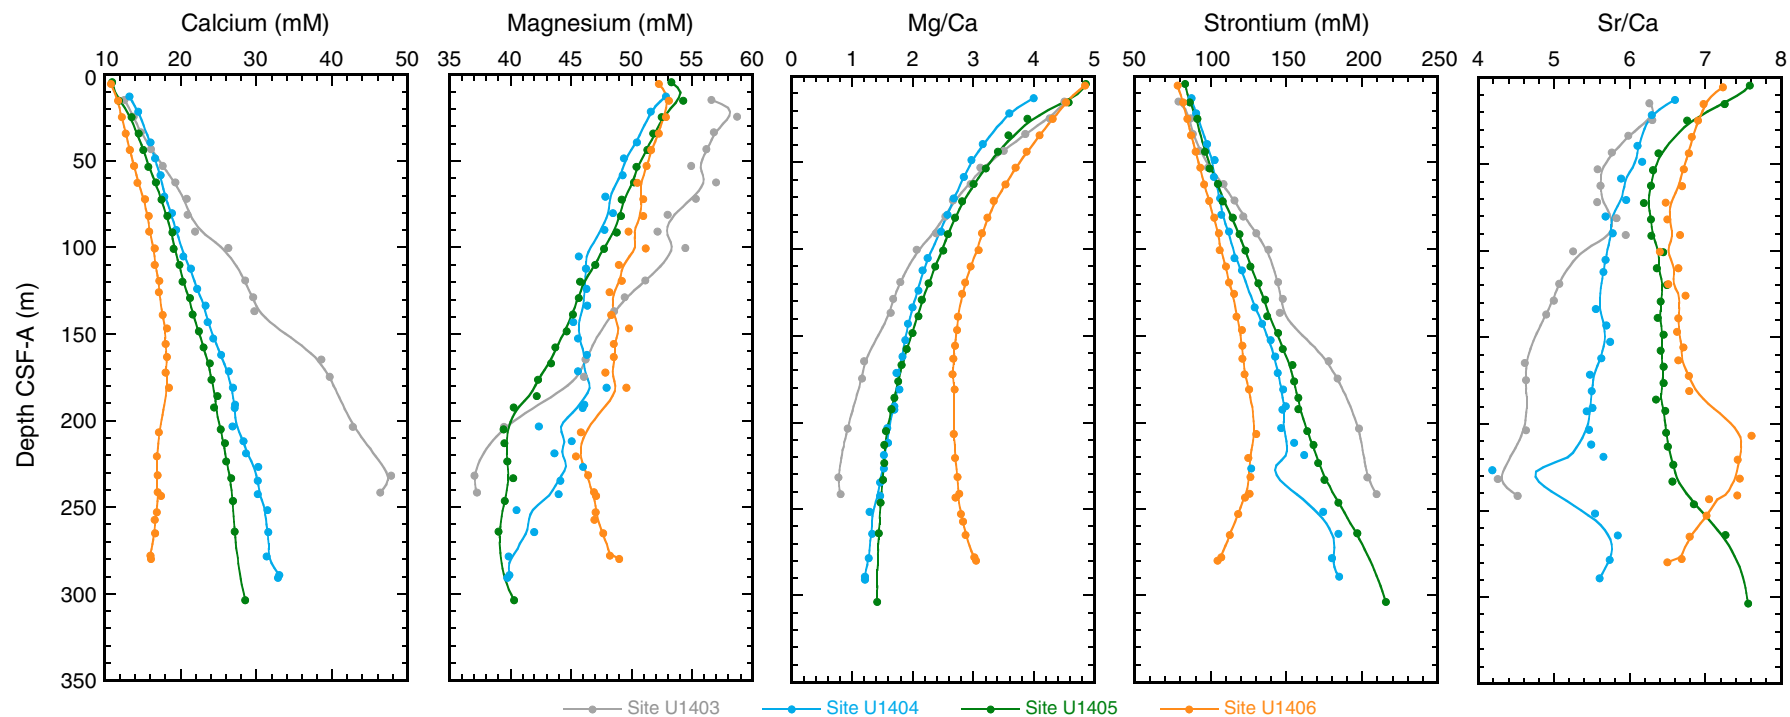 Calcium (mM) Magnesium (mM) Mg/Ca Strontium (mM) Sr/Ca
10 20 30 40 50 35 40 45 50 55 60 0 1 2 3 4 5 50 100 150 200 250 4 5 6 7 8
0
50
100
150
200
250
300
350
Depth CSF-A (m)
Site U1403 Site U1404 Site U1405 Site U1406